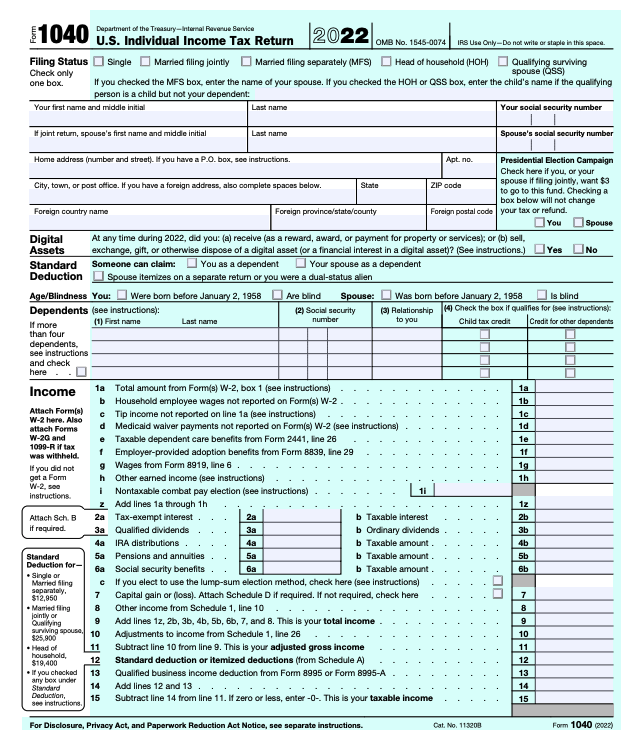 Form 1040 Department of the Treasury—Internal Revenue Service
U.S. Individual Income Tax Return 2022 OMB No. 1545-0074 IRS Use Only—Do not write or staple in this space.
Filing Status Single Married filing jointly Married filing separately (MFS) Head of household (HOH) Qualifying surviving spouse (QSS)
Check only one box.
If you checked the MFS box, enter the name of your spouse. If you checked the HOH or QSS box, enter the child's name if the qualifying
person is a child but not your dependent:
Your first name and middle initial Last name Your social security number
If joint return, spouse's first name and middle initial Last name Spouse's social security number
Home address (number and street). If you have a P.O. box, see instructions. Apt. no.
City, town, or post office. If you have a foreign address, also complete spaces below. State ZIP code
Foreign country name Foreign province/state/county Foreign postal code
Presidential Election Campaign
Check here if you, or your
spouse if filing jointly, want $3
to go to this fund. Checking a
box below will not change
your tax or refund.
You Spouse
Digital
Assets
At any time during 2022, did you: (a) receive (as a reward, award, or payment for property or services); or (b) sell,
exchange, gift, or otherwise dispose of a digital asset (or a financial interest in a digital asset)? (See instructions.) Yes No
Standard
Deduction
Someone can claim: You as a dependent Your spouse as a dependent
Spouse itemizes on a separate return or you were a dual-status alien
Age/Blindness You: Were born before January 2, 1958 Are blind Spouse: Was born before January 2, 1958 Is blind
Dependents (see instructions): (2) Social security number (3) Relationship to you (4) Check the box if qualifies for (see instructions):
(1) First name Last name Child tax credit Credit for other dependents
If more
than four
dependents,
see instructions
and check
here . .
Income
Attach Form(s)
W-2 here. Also
attach Forms
W-2G and
1099-R if tax
was withheld.
If you did not
get a Form
W-2, see
instructions.
1a Total amount from Form(s) W-2, box 1 (see instructions) 1a
b Household employee wages not reported on Form(s) W-2 1b
c Tip income not reported on line 1a (see instructions) 1c
d Medicaid waiver payments not reported on Form(s) W-2 (see instructions) 1d
e Taxable dependent care benefits from Form 2441, line 26 1e
f Employer-provided adoption benefits from Form 8839, line 29 1f
g Wages from Form 8919, line 6 1g
h Other earned income (see instructions) 1h
i Nontaxable combat pay election (see instructions) 1i
z Add lines 1a through 1h 1z
Attach Sch. B
if required.
2a Tax-exempt interest 2a b Taxable interest 2b
3a Qualified dividends 3a b Ordinary dividends 3b
4a IRA distributions 4a b Taxable amount 4b
5a Pensions and annuities 5a b Taxable amount 5b
6a Social security benefits 6a b Taxable amount 6b
c If you elect to use the lump-sum election method, check here (see instructions)
7 Capital gain or (loss). Attach Schedule D if required. If not required, check here 7
8 Other income from Schedule 1, line 10 8
9 Add lines 1z, 2b, 3b, 4b, 5b, 6b, 7, and 8. This is your total income 9
10 Adjustments to income from Schedule 1, line 26 10
11 Subtract line 10 from line 9. This is your adjusted gross income 11
12 Standard deduction or itemized deductions (from Schedule A) 12
13 Qualified business income deduction from Form 8995 or Form 8995-A 13
14 Add lines 12 and 13 14
15 Subtract line 14 from line 11. If zero or less, enter -0-. This is your taxable income 15
Standard
Deduction for—
• Single or
Married filing
separately,
$12,950
• Married filing
jointly or
Qualifying
surviving spouse,
$25,900
• Head of
household,
$19,400
• If you checked
any box under
Standard
Deduction,
see instructions.
For Disclosure, Privacy Act, and Paperwork Reduction Act Notice, see separate instructions. Cat. No. 11320B Form 1040 (2022)